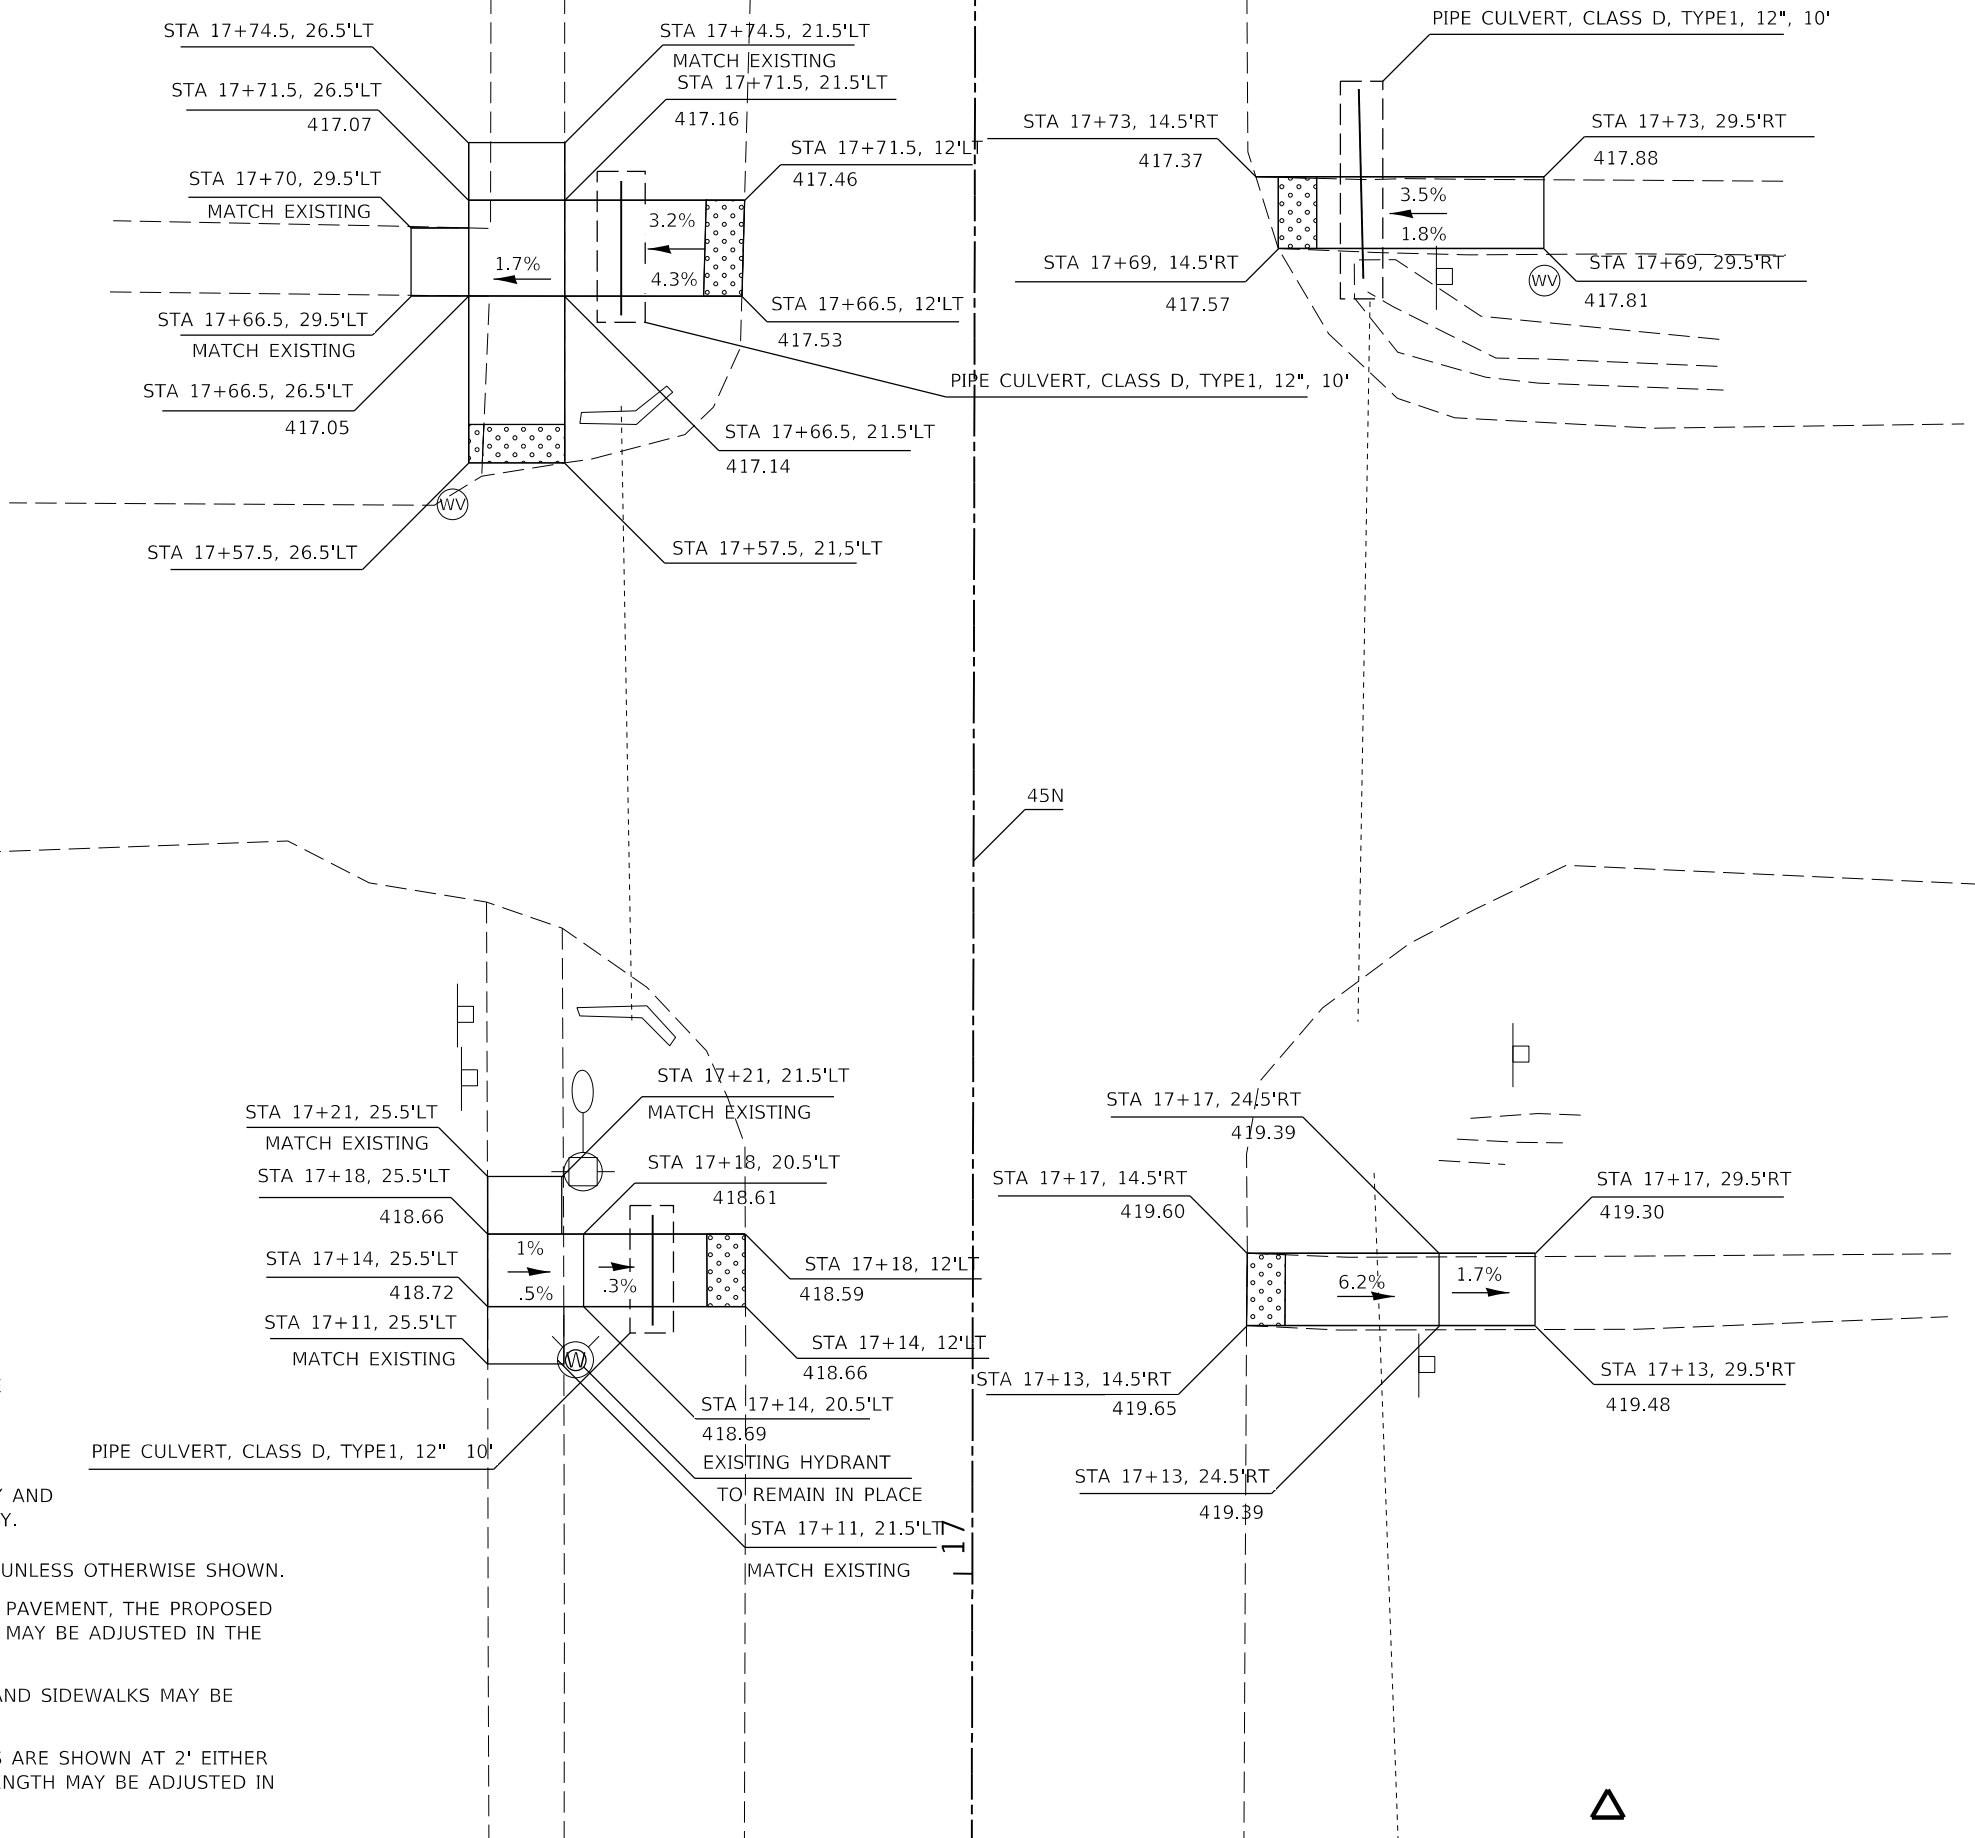 STA 17+74.5, 26.5'LT
STA 17+71.5, 26.5'LT
417.07
STA 17+70, 29.5'LT
MATCH EXISTING
STA 17+66.5, 29.5'LT
MATCH EXISTING
STA 17+66.5, 26.5'LT
417.05
STA 17+57.5, 26.5'LT
STA 17+74.5, 21.5'LT
MATCH EXISTING
STA 17+71.5, 21.5'LT
417.16
STA 17+71.5, 12'LT
417.46
3.2%
4.3%
1.7%
STA 17+66.5, 12'LT
417.53
PIPE CULVERT, CLASS D, TYPE1, 12", 10'
STA 17+66.5, 21.5'LT
417.14
STA 17+57.5, 21,5'LT
WV
PIPE CULVERT, CLASS D, TYPE1, 12", 10'
STA 17+73, 14.5'RT
417.37
STA 17+73, 29.5'RT
417.88
3.5%
1.8%
STA 17+69, 14.5'RT
417.57
WV
STA 17+69, 29.5'RT
417.81
45N
STA 17+21, 21.5'LT
MATCH EXISTING
STA 17+21, 25.5'LT
MATCH EXISTING
STA 17+18, 25.5'LT
418.66
STA 17+18, 20.5'LT
418.61
STA 17+14, 25.5'LT
418.72
1%
.5%
.3%
STA 17+18, 12'LT
418.59
STA 17+11, 25.5'LT
MATCH EXISTING
W
STA 17+14, 12'LT
418.66
STA 17+14, 20.5'LT
418.69
PIPE CULVERT, CLASS D, TYPE1, 12" 10'
EXISTING HYDRANT
TO REMAIN IN PLACE
STA 17+11, 21.5'LT
MATCH EXISTING
17
STA 17+17, 24.5'RT
419.39
STA 17+17, 14.5'RT
419.60
STA 17+17, 29.5'RT
419.30
6.2%
1.7%
STA 17+13, 14.5'RT
419.65
STA 17+13, 29.5'RT
419.48
STA 17+13, 24.5'RT
419.39
AND
Y.
UNLESS OTHERWISE SHOWN.
PAVEMENT, THE PROPOSED
MAY BE ADJUSTED IN THE
AND SIDEWALKS MAY BE
ARE SHOWN AT 2' EITHER
MAY BE ADJUSTED IN